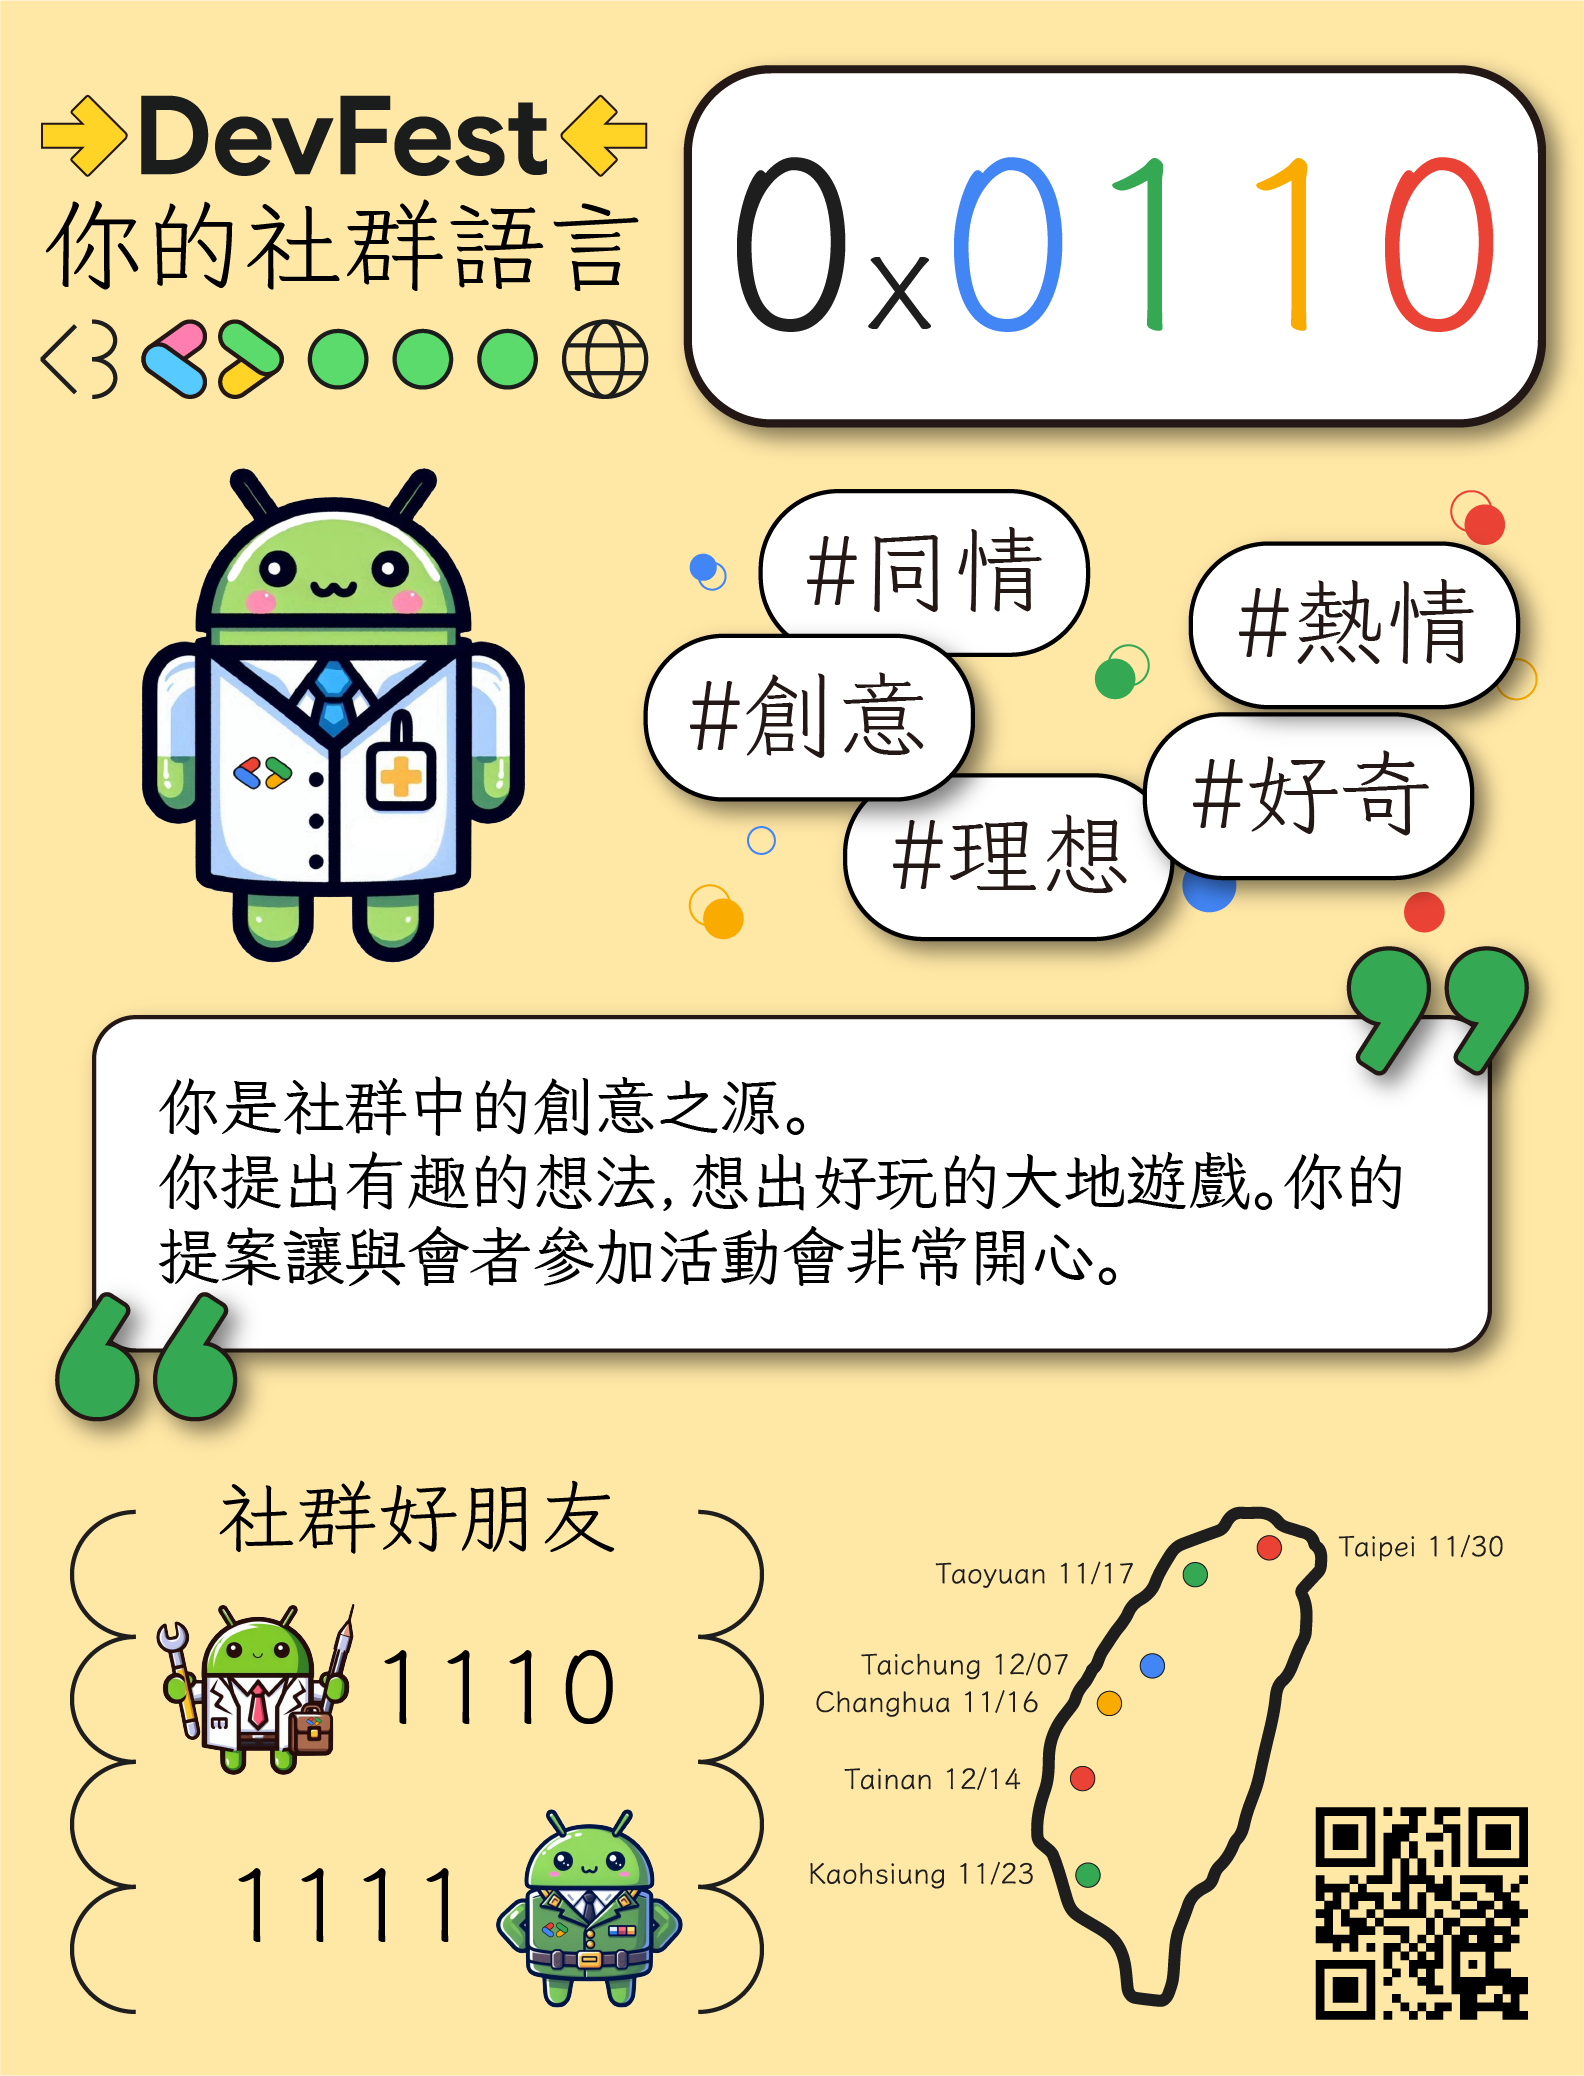 DevFest
你的社群語言
0x0110
#同情
#熱情
#創意
#好奇
#理想
你是社群中的創意之源。
你提出有趣的想法,想出好玩的大地遊戲。你的
提案讓與會者參加活動會非常開心。
社群好朋友
1110
1111
Taipei 11/30
Taoyuan 11/17
Taichung 12/07
Changhua 11/16
Tainan 12/14
Kaohsiung 11/23